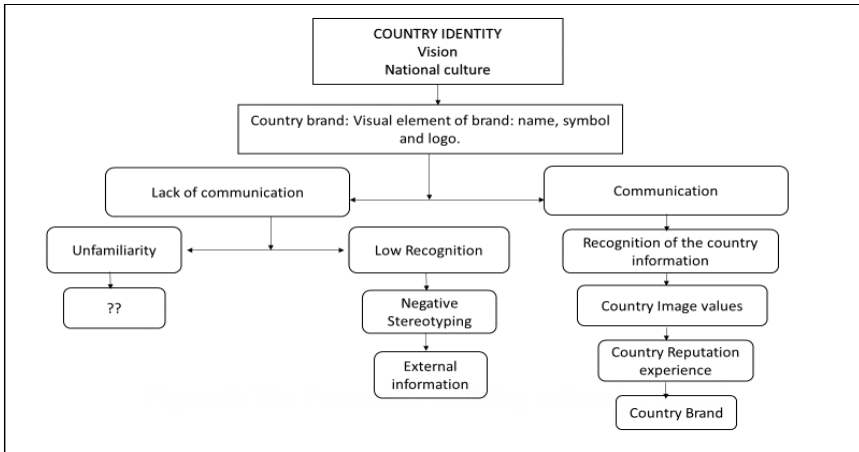 COUNTRY IDENTITY
Vision
National culture
Country brand: Visual element of brand: name, symbol
and logo.
Lack of communication
Communication
Unfamiliarity
Low Recognition
Recognition of the country
information
??
Negative
Stereotyping
Country Image values
External
information
Country Reputation
experience
Country Brand